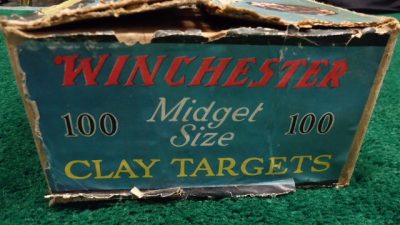 WINCHESTER
Midget
100 Size 100
CLAY TARGETS